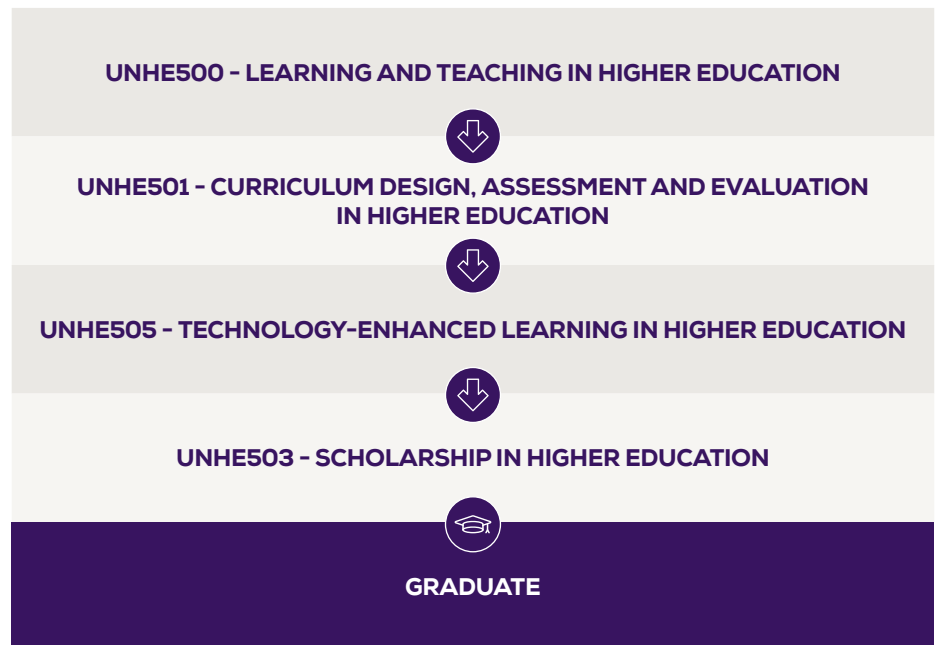 UNHE500 - LEARNING AND TEACHING IN HIGHER EDUCATION
UNHE501 - CURRICULUM DESIGN, ASSESSMENT AND EVALUATION
IN HIGHER EDUCATION
UNHE505 - TECHNOLOGY-ENHANCED LEARNING IN HIGHER EDUCATION
UNHE503 - SCHOLARSHIP IN HIGHER EDUCATION
GRADUATE